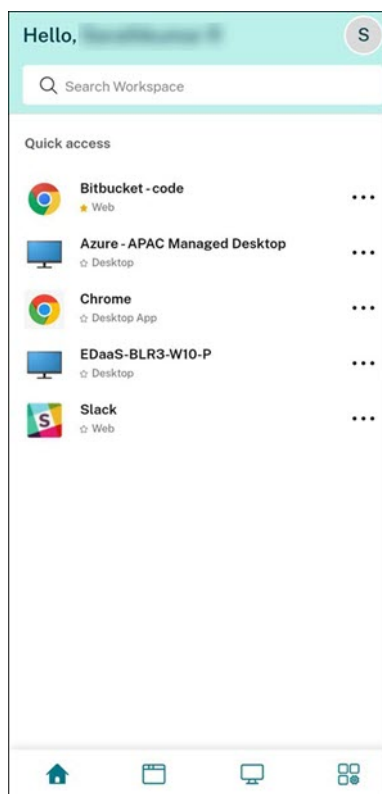 Hello,
S
Search Workspace
Quick access
Bitbucket - code
Web
Azure - APAC Managed Desktop
Desktop
Chrome
Desktop App
EDaaS-BLR3-W10-P
Desktop
S
Slack
Web